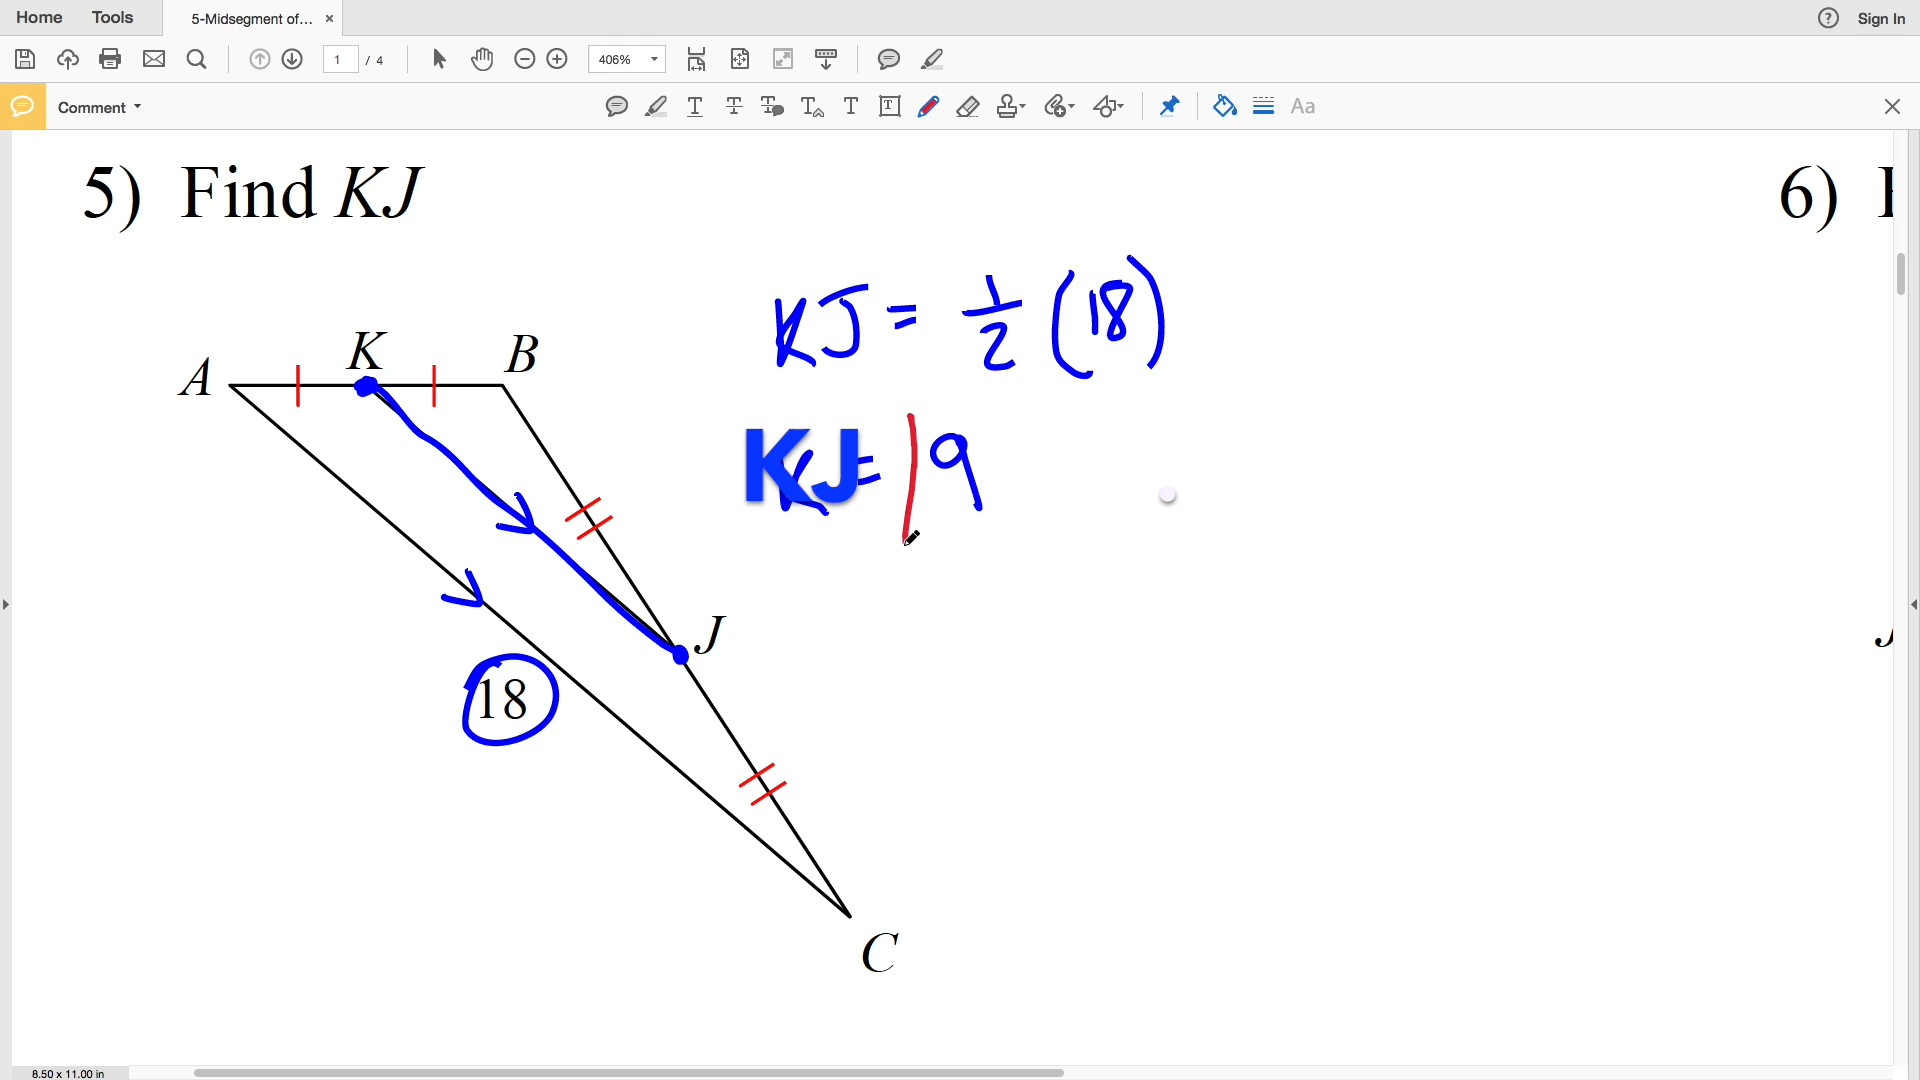 Home Tools 5-Midsegment of... × ? Sign In
1 / 4 406%
Comment Aa
5) Find KJ
6)
KJ = 1/2 (18)
A K B
KJ = 9
J
18
C
8.50 x 11.00 in